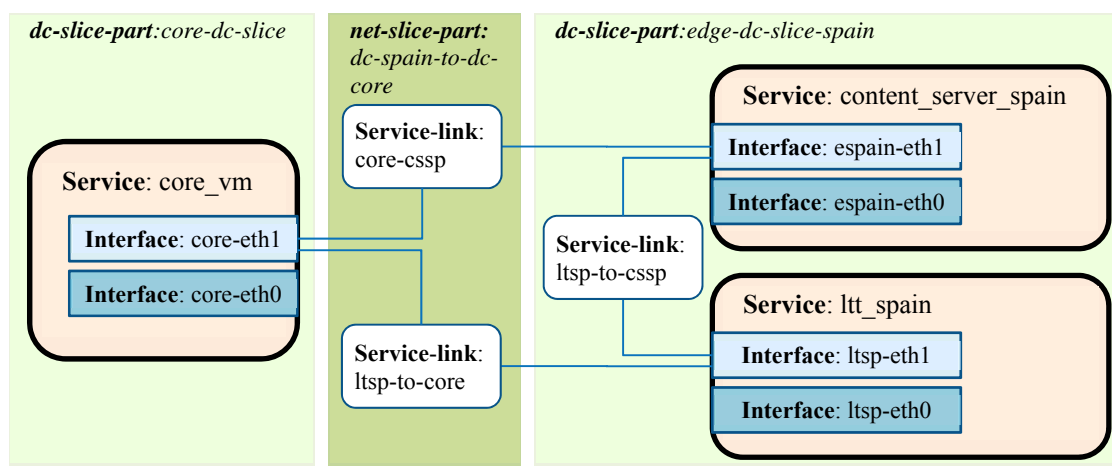 dc-slice-part:core-dc-slice
Service: core_vm
Interface: core-eth1
Interface: core-eth0
net-slice-part:
dc-spain-to-dc-
core
Service-link:
core-cssp
Service-link:
ltsp-to-core
dc-slice-part:edge-dc-slice-spain
Service-link:
ltsp-to-cssp
Service: content_server_spain
Interface: espain-eth1
Interface: espain-eth0
Service: ltt_spain
Interface: ltsp-eth1
Interface: ltsp-eth0